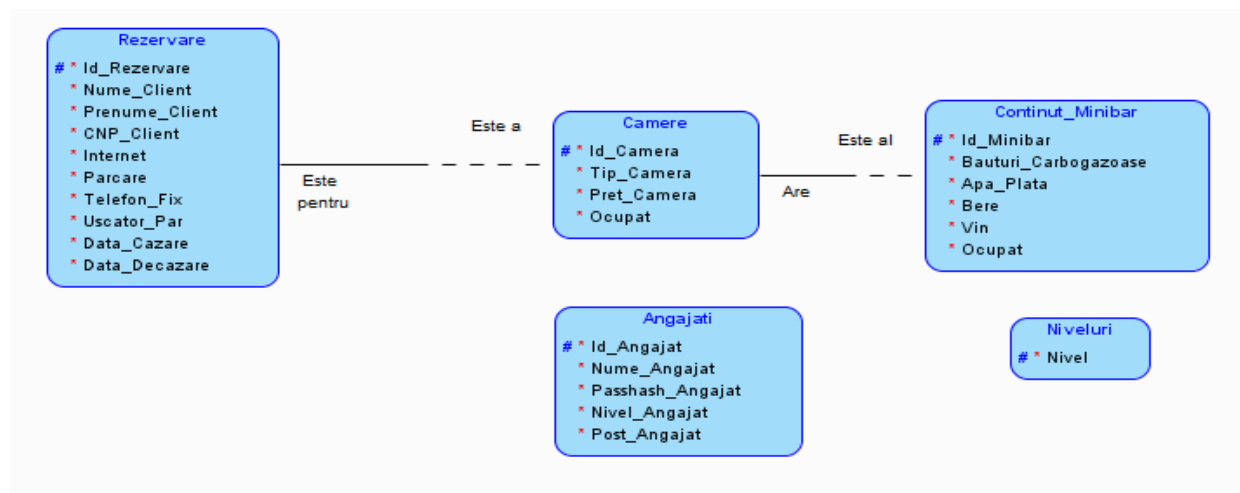 Rezervare
# * Id_Rezervare
* Nume_Client
* Prenume_Client
* CNP_Client
* Internet
* Parcare
* Telefon_Fix
* Uscator_Par
* Data_Cazare
* Data_Decazare
Este pentru
Este a
Camere
# * Id_Camera
* Tip_Camera
* Pret_Camera
* Ocupat
Are
Este al
Continut_Minibar
# * Id_Minibar
* Bauturi_Carbogazoase
* Apa_Plata
* Bere
* Vin
* Ocupat
Angajati
# * Id_Angajat
* Nume_Angajat
* Passhash_Angajat
* Nivel_Angajat
* Post_Angajat
Niveluri
# * Nivel